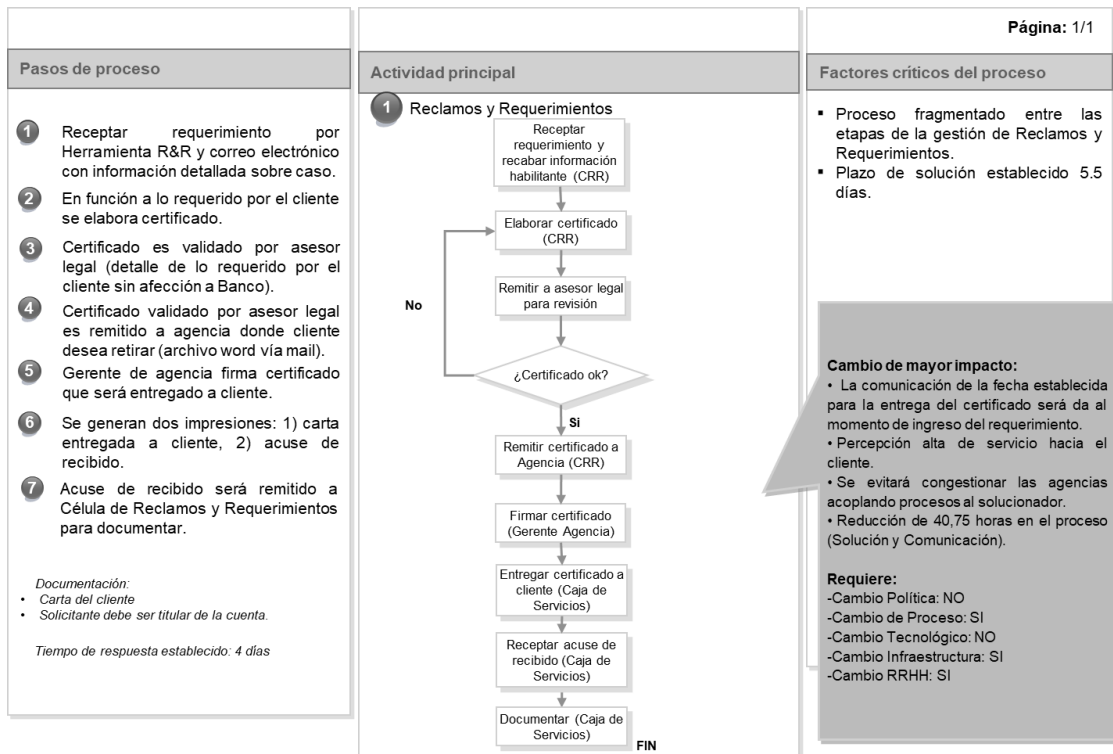 Página: 1/1
Pasos de proceso
1
Receptar requerimiento por
Herramienta R&R y correo electrónico
con información detallada sobre caso.
2
En función a lo requerido por el cliente
se elabora certificado.
3
Certificado es validado por asesor
legal (detalle de lo requerido por el
cliente sin afección a Banco).
4
Certificado validado por asesor legal
es remitido a agencia donde cliente
desea retirar (archivo word vía mail).
5
Gerente de agencia firma certificado
que será entregado a cliente.
6
Se generan dos impresiones: 1) carta
entregada a cliente, 2) acuse de
recibido.
7
Acuse de recibido será remitido a
Célula de Reclamos y Requerimientos
para documentar.
Documentación:
• Carta del cliente
• Solicitante debe ser titular de la cuenta.
Tiempo de respuesta establecido: 4 días
Actividad principal
1 Reclamos y Requerimientos
Receptar
requerimiento y
recabar información
habilitante (CRR)
Elaborar certificado
(CRR)
Remitir a asesor legal
para revisión
No
¿Certificado ok?
Si
Remitir certificado a
Agencia (CRR)
Firmar certificado
(Gerente Agencia)
Entregar certificado a
cliente (Caja de
Servicios)
Receptar acuse de
recibido (Caja de
Servicios)
Documentar (Caja de
Servicios)
FIN
Factores críticos del proceso
▪ Proceso fragmentado entre las
etapas de la gestión de Reclamos y
Requerimientos.
▪ Plazo de solución establecido 5.5
días.
Cambio de mayor impacto:
• La comunicación de la fecha establecida
para la entrega del certificado será da al
momento de ingreso del requerimiento.
• Percepción alta de servicio hacia el
cliente.
• Se evitará congestionar las agencias
acoplando procesos al solucionador.
• Reducción de 40,75 horas en el proceso
(Solución y Comunicación).
Requiere:
-Cambio Política: NO
-Cambio de Proceso: SI
-Cambio Tecnológico: NO
-Cambio Infraestructura: SI
-Cambio RRHH: SI